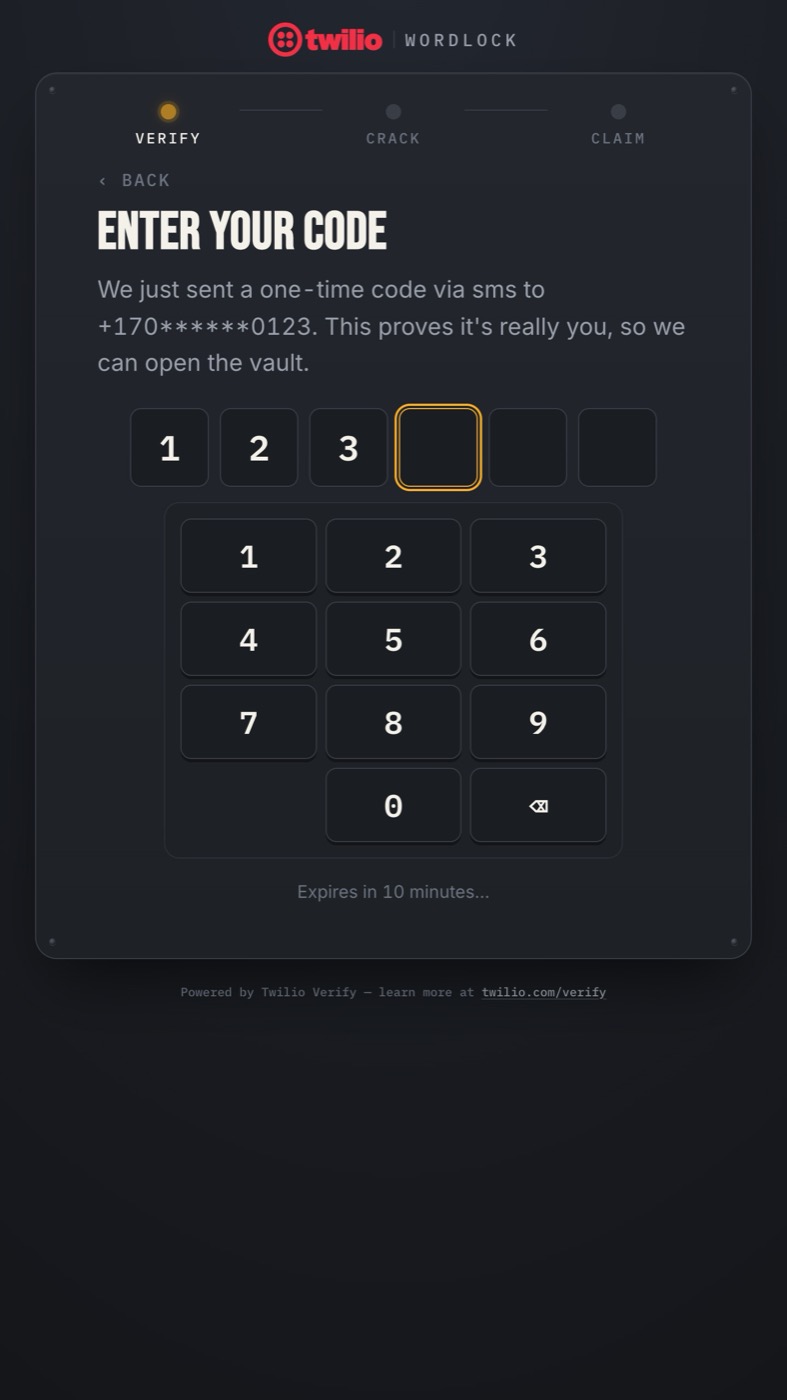 twilio | WORDLOCK
VERIFY CRACK CLAIM
‹ BACK
ENTER YOUR CODE
We just sent a one-time code via sms to
+170******0123. This proves it's really you, so we
can open the vault.
1 2 3
1 2 3
4 5 6
7 8 9
0 ⌫
Expires in 10 minutes...
Powered by Twilio Verify — learn more at twilio.com/verify